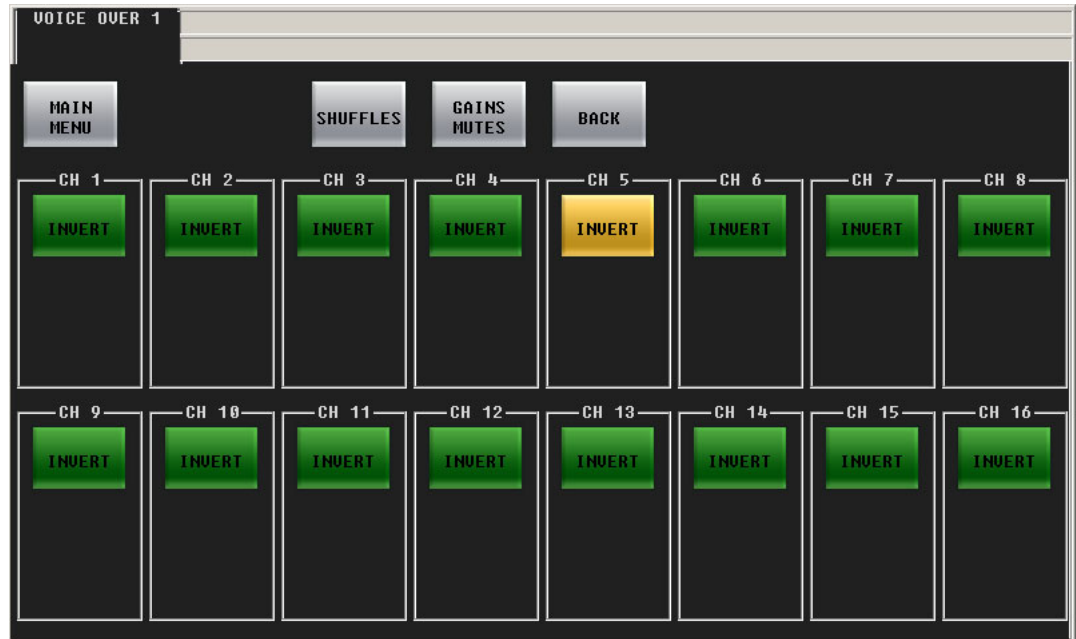 VOICE OVER 1
MAIN
MENU
SHUFFLES
GAINS
MUTES
BACK
CH 1 CH 2 CH 3 CH 4 CH 5 CH 6 CH 7 CH 8
INVERT INVERT INVERT INVERT INVERT INVERT INVERT INVERT
CH 9 CH 10 CH 11 CH 12 CH 13 CH 14 CH 15 CH 16
INVERT INVERT INVERT INVERT INVERT INVERT INVERT INVERT